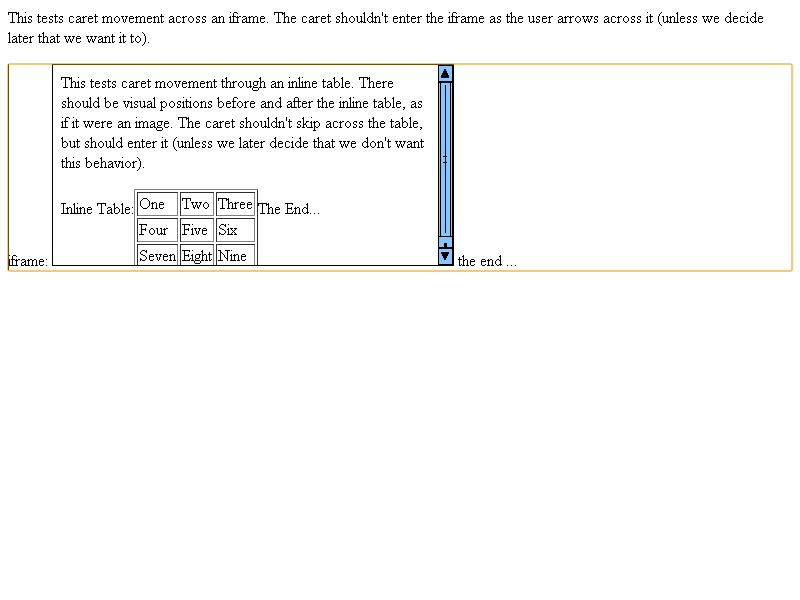 This tests caret movement across an iframe. The caret shouldn't enter the iframe as the user arrows across it (unless we decide
later that we want it to).
This tests caret movement through an inline table. There
should be visual positions before and after the inline table, as
if it were an image. The caret shouldn't skip across the table,
but should enter it (unless we later decide that we don't want
this behavior).
Inline Table: One Two Three The End...
Four Five Six
Seven Eight Nine
iframe: the end ...